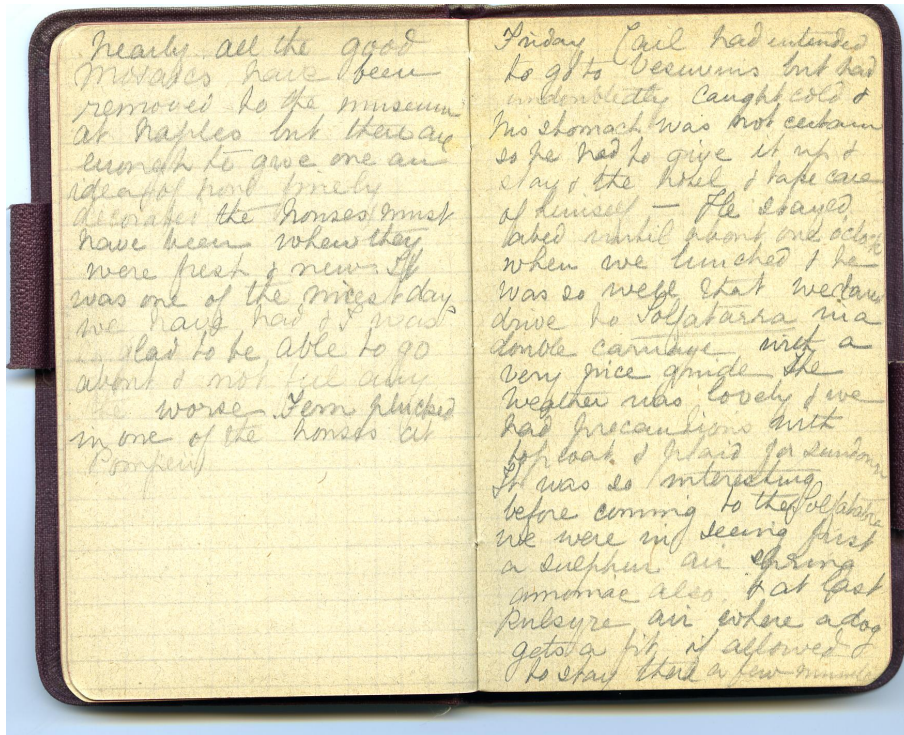 Nearly all the good
Mosaics have been
removed to the museum
at Naples but there are
enough to give one an
idea of how finely
decorated the houses must
have been when they
were fresh & new. It
was one of the nicest day
we have had & I was
glad to be able to go
about & not feel any
the worse. Fern plucked
in one of the houses at
Pompeii
Friday Carl had intended
to go to Vesuvius but had
undoubtedly caught cold &
his stomach was not certain
so he had to give it up &
stay & the hotel & take care
of himself — He stayed
abed until about one oclock
when we lunched & he
was so well that we
drive to Solfatarra in a
double carriage with a
very nice guide The
weather was lovely & we
had precautions with
topcoat & plaid for sundown
It was so interesting
before coming to the Solfatara
we were in seeing first
a sulphur air spring
amoniac also & at last
Kulsyre air where a dog
gets a fit if allowed
to stay there a few minutes